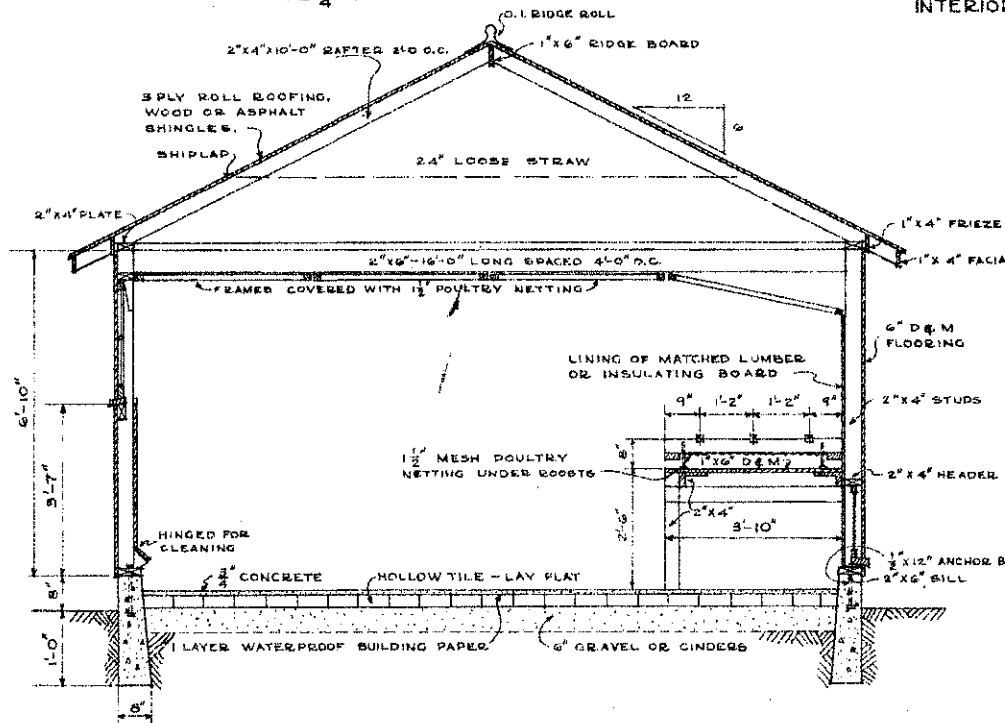 4
INTERIOR
G.I. RIDGE ROLL
2"X4"X10'-0" RAFTER 2'-0 O.C.
1"X6" RIDGE BOARD
3 PLY ROLL ROOFING,
WOOD OR ASPHALT
SHINGLES.
12
6
SHIPLAP
24" LOOSE STRAW
2"X4" PLATE
1"X4" FRIEZE
2"X6"-16'-0" LONG SPACED 4'-0" O.C.
1"X4" FACIA
FRAMES COVERED WITH 1½" POULTRY NETTING
6" D&M
FLOORING
LINING OF MATCHED LUMBER
OR INSULATING BOARD
6'-10"
9" 1'-2" 1'-2" 9"
2"X4" STUDS
3'-7"
1½" MESH POULTRY
NETTING UNDER ROOSTS
8"
1"X6" D&M
2"X4" HEADER
2"X4"
3'-10"
2'-6"
HINGED FOR
CLEANING
½"X12" ANCHOR B
2"X6" SILL
CONCRETE
HOLLOW TILE - LAY FLAT
8"
1'-0"
1 LAYER WATERPROOF BUILDING PAPER
6" GRAVEL OR CINDERS
8"